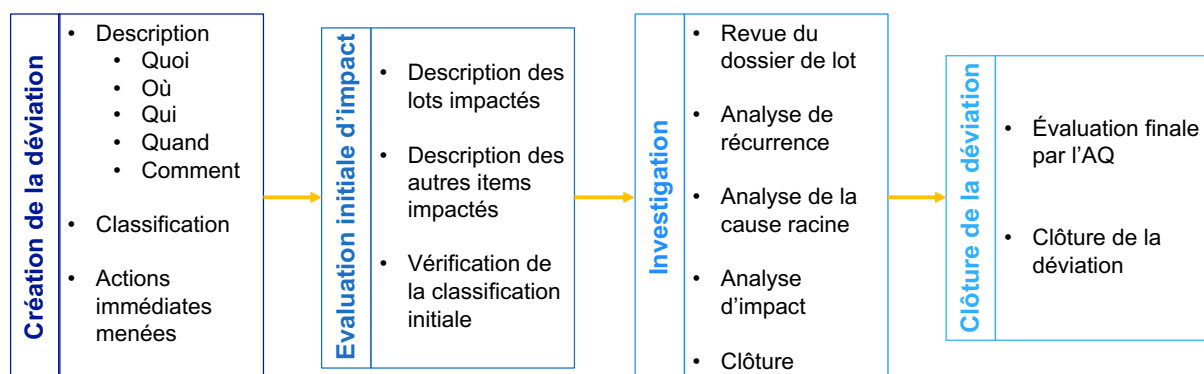 Création de la déviation
• Description
• Quoi
• Où
• Qui
• Quand
• Comment
• Classification
• Actions
immédiates
menées
Evaluation initiale d'impact
• Description des
lots impactés
• Description des
autres items
impactés
• Vérification de
la classification
initiale
Investigation
• Revue du
dossier de lot
• Analyse de
récurrence
• Analyse de la
cause racine
• Analyse
d'impact
• Clôture
Clôture de la déviation
• Évaluation finale
par l'AQ
• Clôture de la
déviation